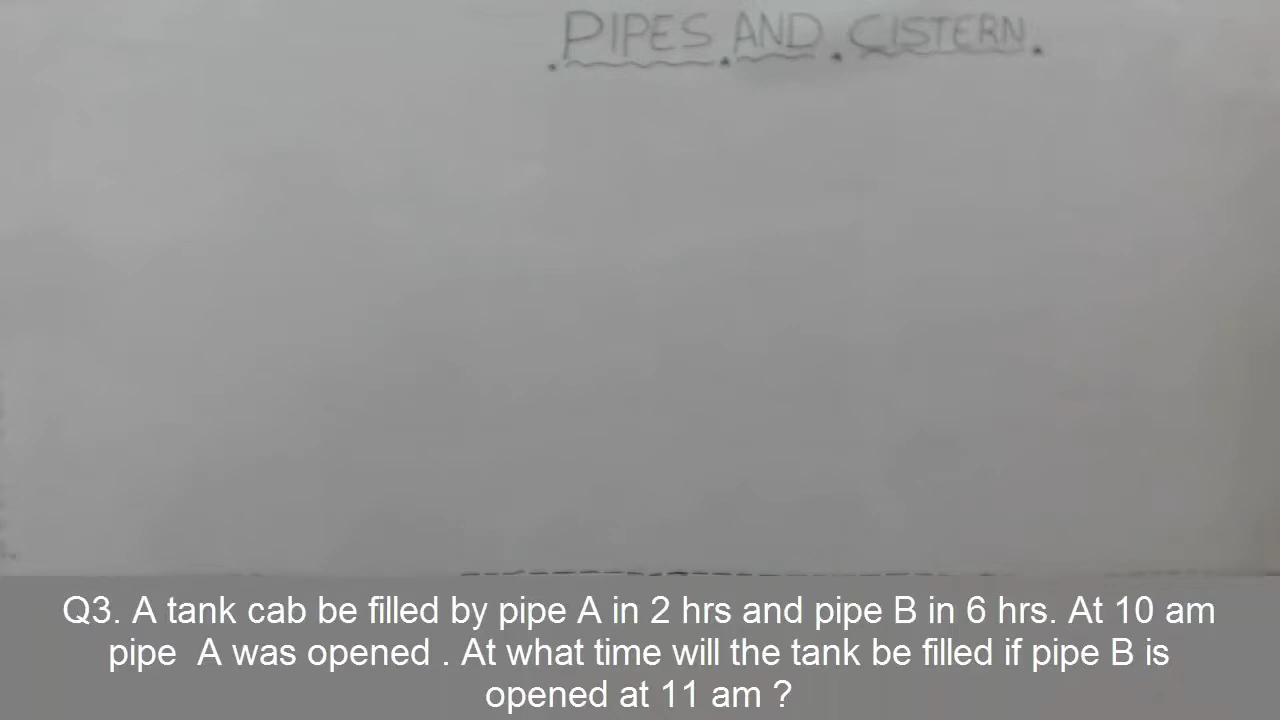 PIPES AND CISTERN
Q3. A tank cab be filled by pipe A in 2 hrs and pipe B in 6 hrs. At 10 am
pipe A was opened . At what time will the tank be filled if pipe B is
opened at 11 am ?